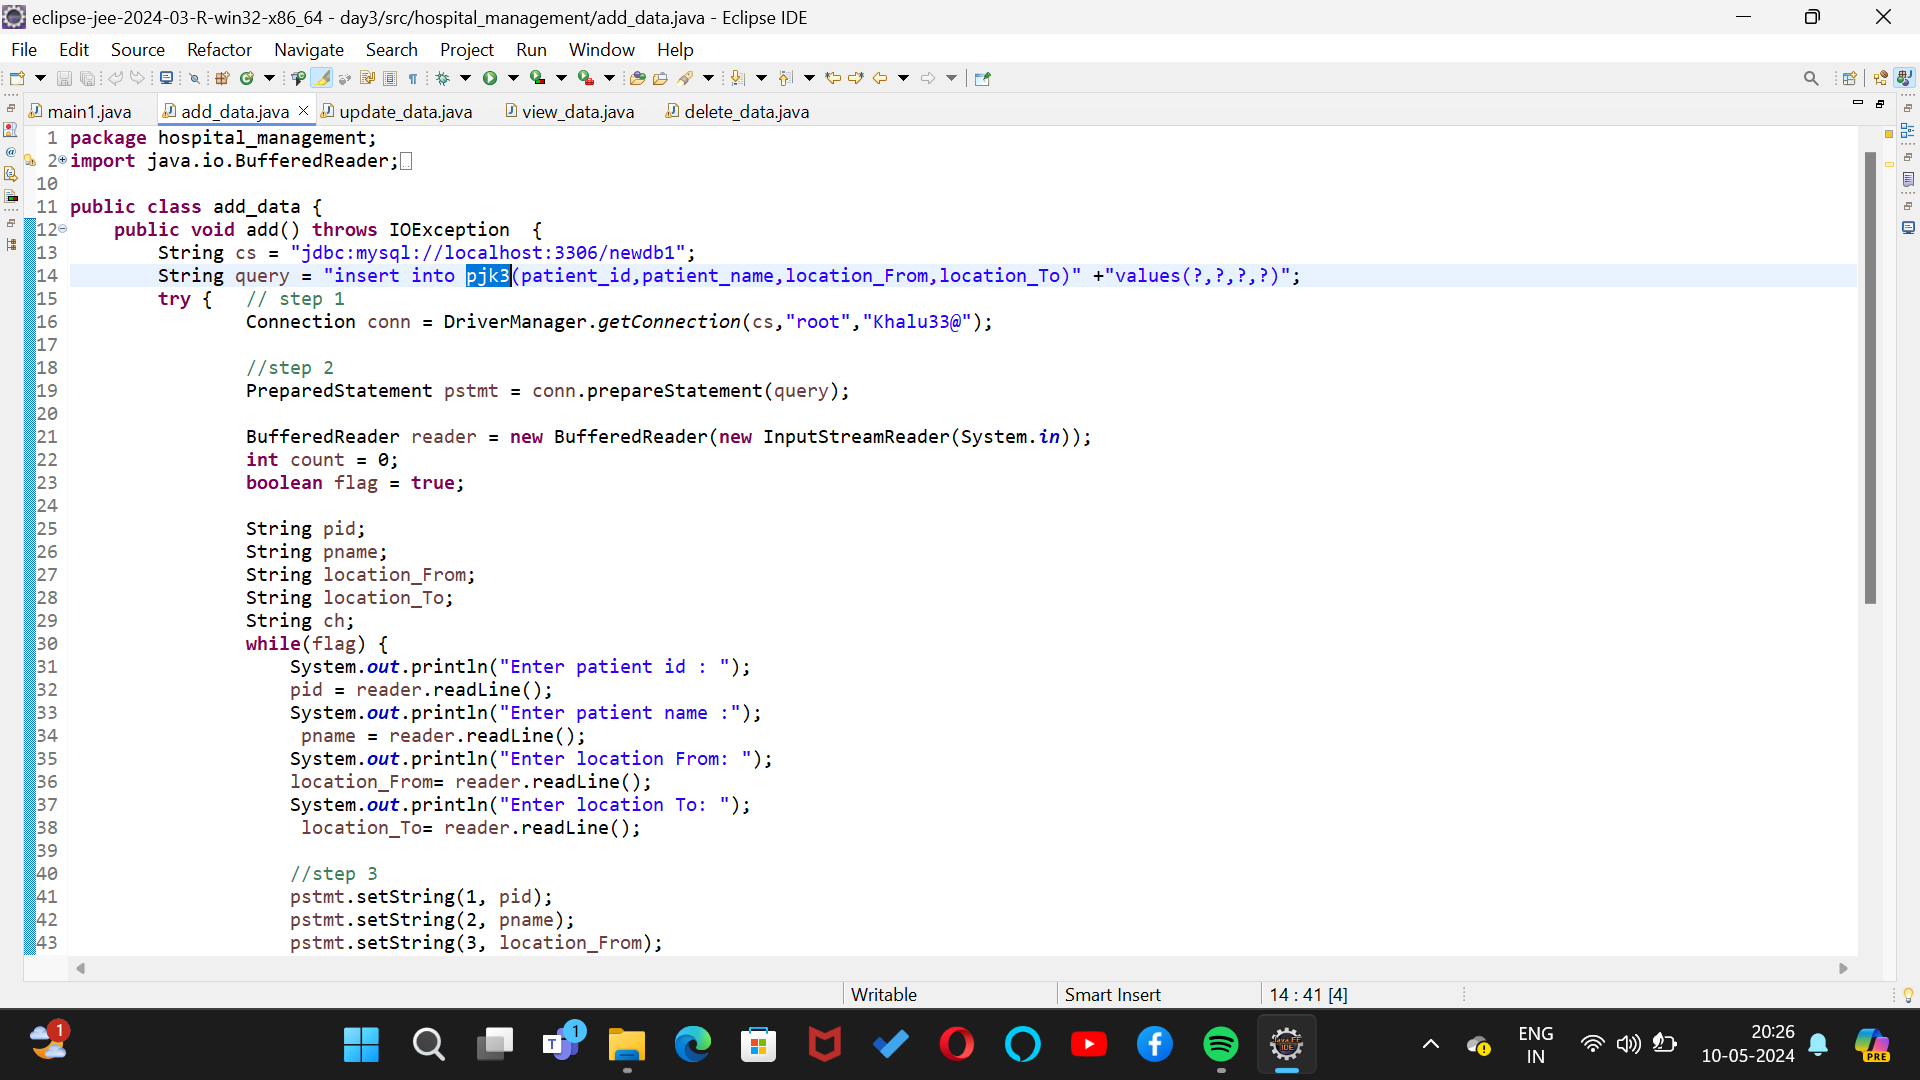 eclipse-jee-2024-03-R-win32-x86_64 - day3/src/hospital_management/add_data.java - Eclipse IDE
File Edit Source Refactor Navigate Search Project Run Window Help
main1.java add_data.java update_data.java view_data.java delete_data.java
1 package hospital_management;
2 import java.io.BufferedReader;
10
11 public class add_data {
12 public void add() throws IOException {
13 String cs = "jdbc:mysql://localhost:3306/newdb1";
14 String query = "insert into pjk3(patient_id,patient_name,location_From,location_To)" +"values(?,?,?,?)";
15 try { // step 1
16 Connection conn = DriverManager.getConnection(cs,"root","Khalu33@");
17
18 //step 2
19 PreparedStatement pstmt = conn.prepareStatement(query);
20
21 BufferedReader reader = new BufferedReader(new InputStreamReader(System.in));
22 int count = 0;
23 boolean flag = true;
24
25 String pid;
26 String pname;
27 String location_From;
28 String location_To;
29 String ch;
30 while(flag) {
31 System.out.println("Enter patient id : ");
32 pid = reader.readLine();
33 System.out.println("Enter patient name :");
34 pname = reader.readLine();
35 System.out.println("Enter location From: ");
36 location_From= reader.readLine();
37 System.out.println("Enter location To: ");
38 location_To= reader.readLine();
39
40 //step 3
41 pstmt.setString(1, pid);
42 pstmt.setString(2, pname);
43 pstmt.setString(3, location_From);
Writable Smart Insert 14 : 41 [4]
1
1
ENG
IN
20:26
10-05-2024
PRE